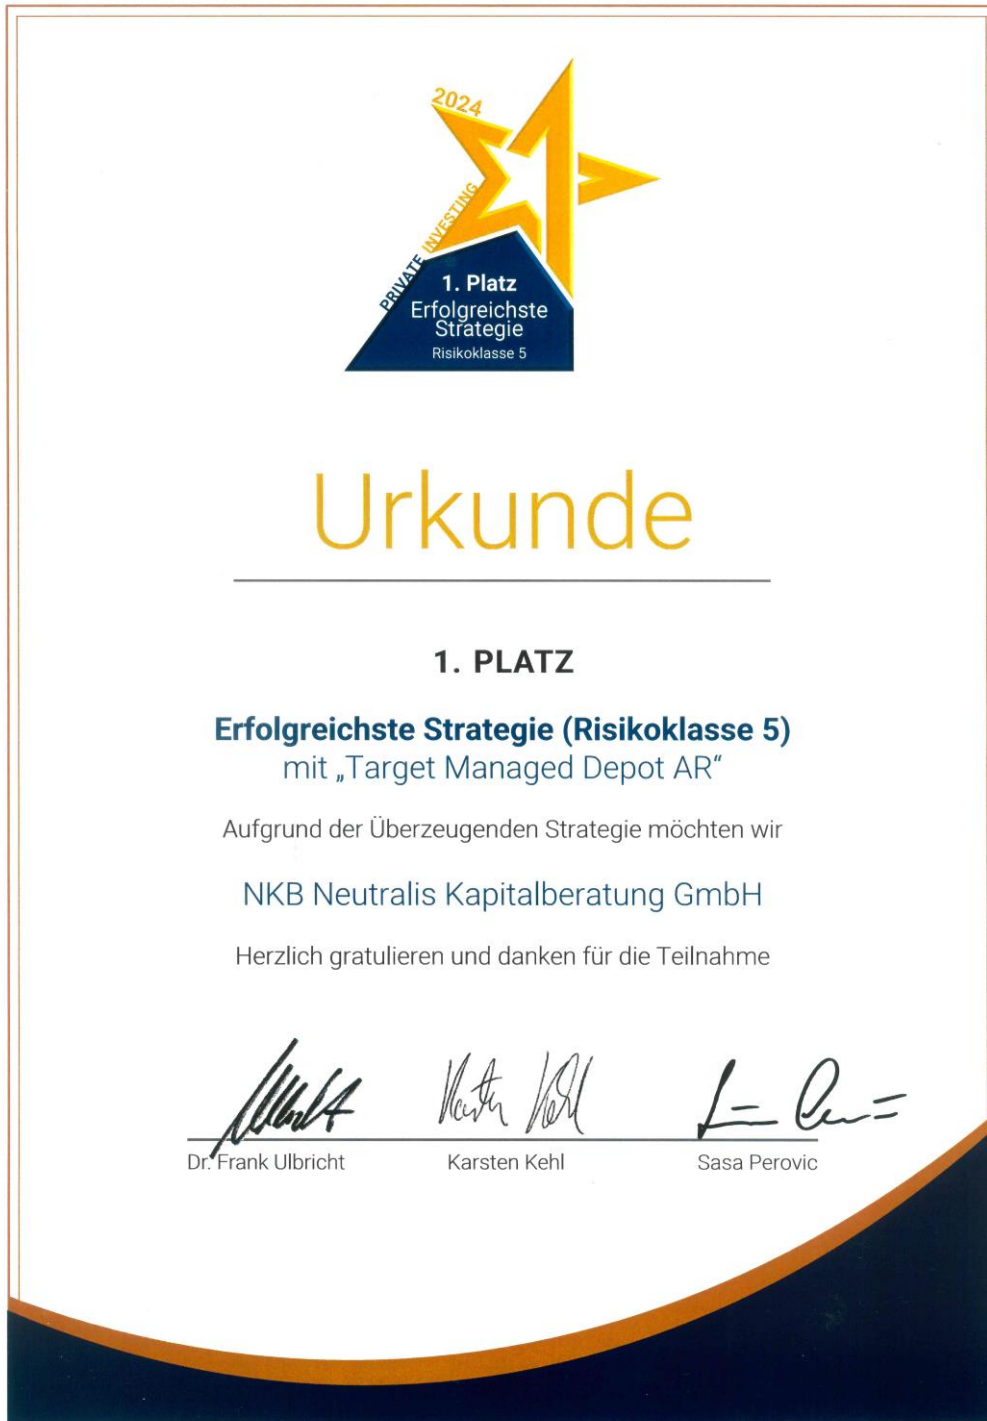 2024
PRIVATE INVESTING
1. Platz
Erfolgreichste
Strategie
Risikoklasse 5
Urkunde
1. PLATZ
Erfolgreichste Strategie (Risikoklasse 5)
mit „Target Managed Depot AR“
Aufgrund der Überzeugenden Strategie möchten wir
NKB Neutralis Kapitalberatung GmbH
Herzlich gratulieren und danken für die Teilnahme
Dr. Frank Ulbricht
Karsten Kehl
Sasa Perovic